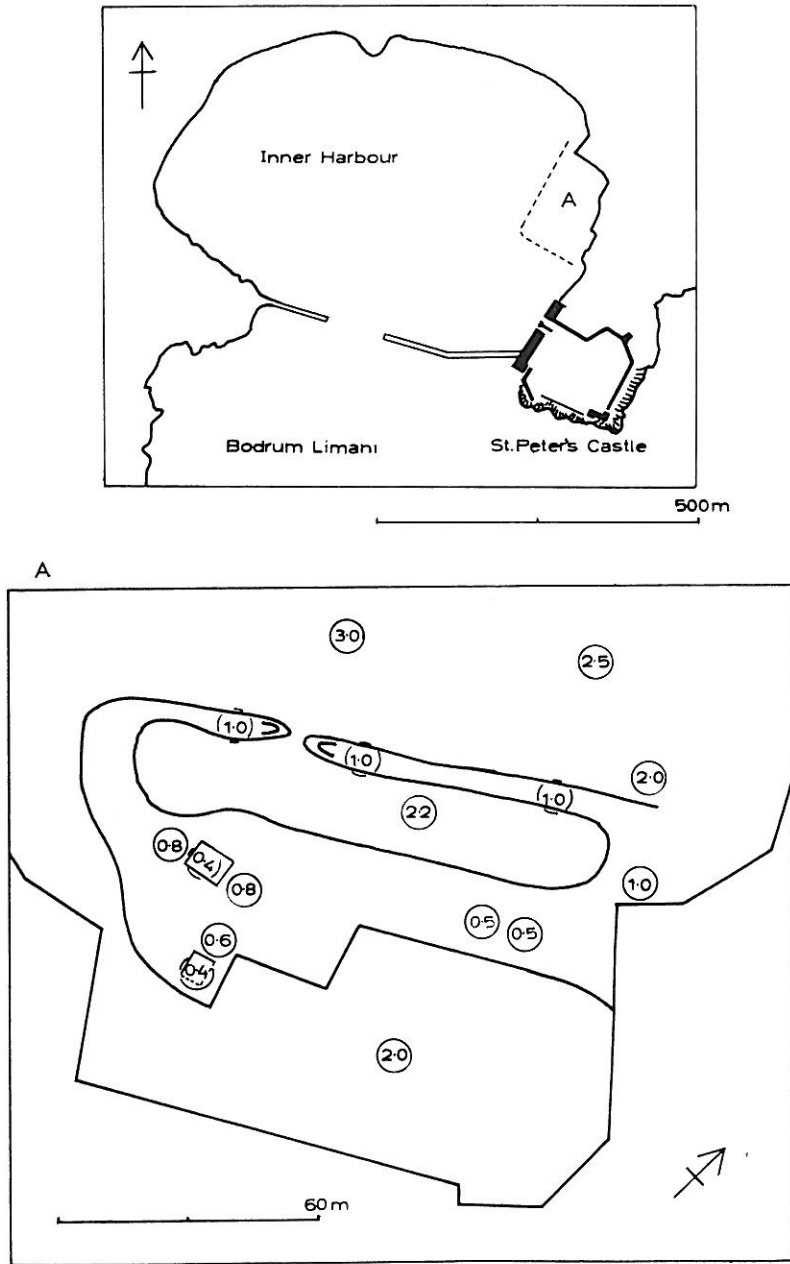 Inner Harbour
A
Bodrum Limanı
St.Peter's Castle
500m
A
3·0
2·5
(1·0)
(1·0)
2·0
(1·0)
2·2
0·8
0·4)
0·8
1·0
0·5
0·5
0·6
0·4
2·0
60m